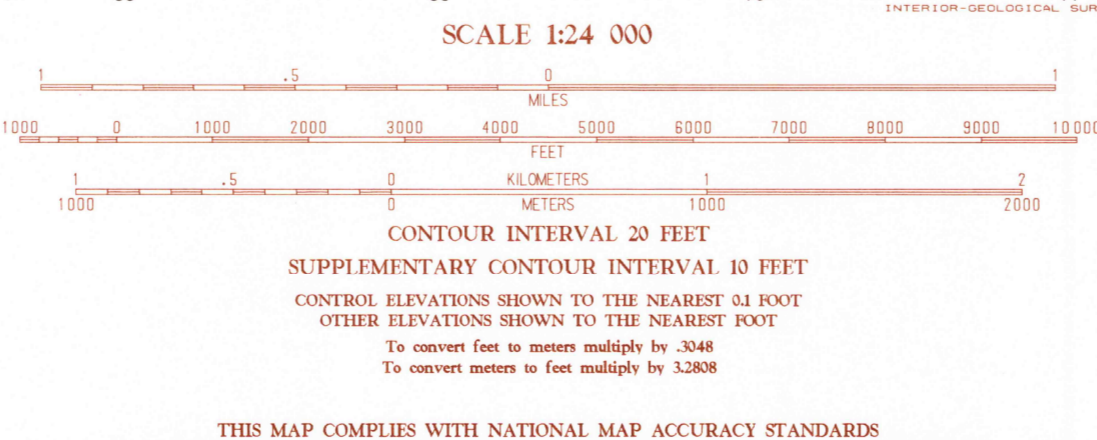 INTERIOR-GEOLOGICAL SUR
SCALE 1:24 000
1 .5 0 1
MILES
1000 0 1000 2000 3000 4000 5000 6000 7000 8000 9000 10 000
FEET
1 .5 0 KILOMETERS 1 2
1000 0 METERS 1000 2000
CONTOUR INTERVAL 20 FEET
SUPPLEMENTARY CONTOUR INTERVAL 10 FEET
CONTROL ELEVATIONS SHOWN TO THE NEAREST 0.1 FOOT
OTHER ELEVATIONS SHOWN TO THE NEAREST FOOT
To convert feet to meters multiply by .3048
To convert meters to feet multiply by 3.2808
THIS MAP COMPLIES WITH NATIONAL MAP ACCURACY STANDARDS